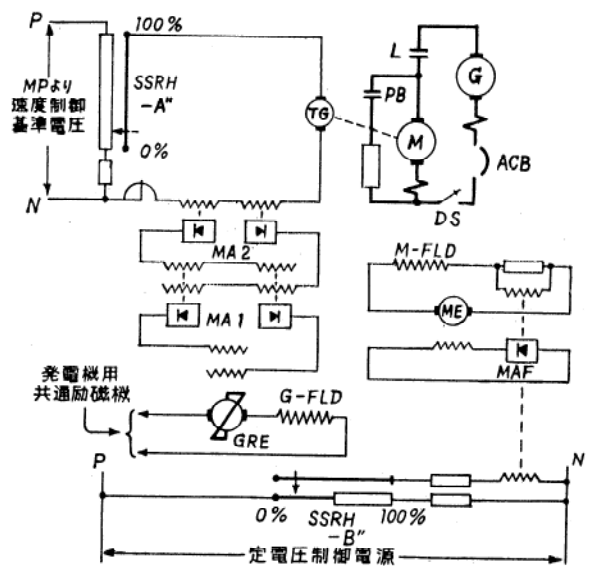 P
100%
MPより
速度制御
基準電圧
SSRH
-A"
0%
N
TG
L
PB
G
M
ACB
DS
MA2
MA1
M-FLD
ME
MAF
発電機用
共通励磁機
G-FLD
GRE
P
N
0%
SSRH
-B"
100%
定電圧制御電源